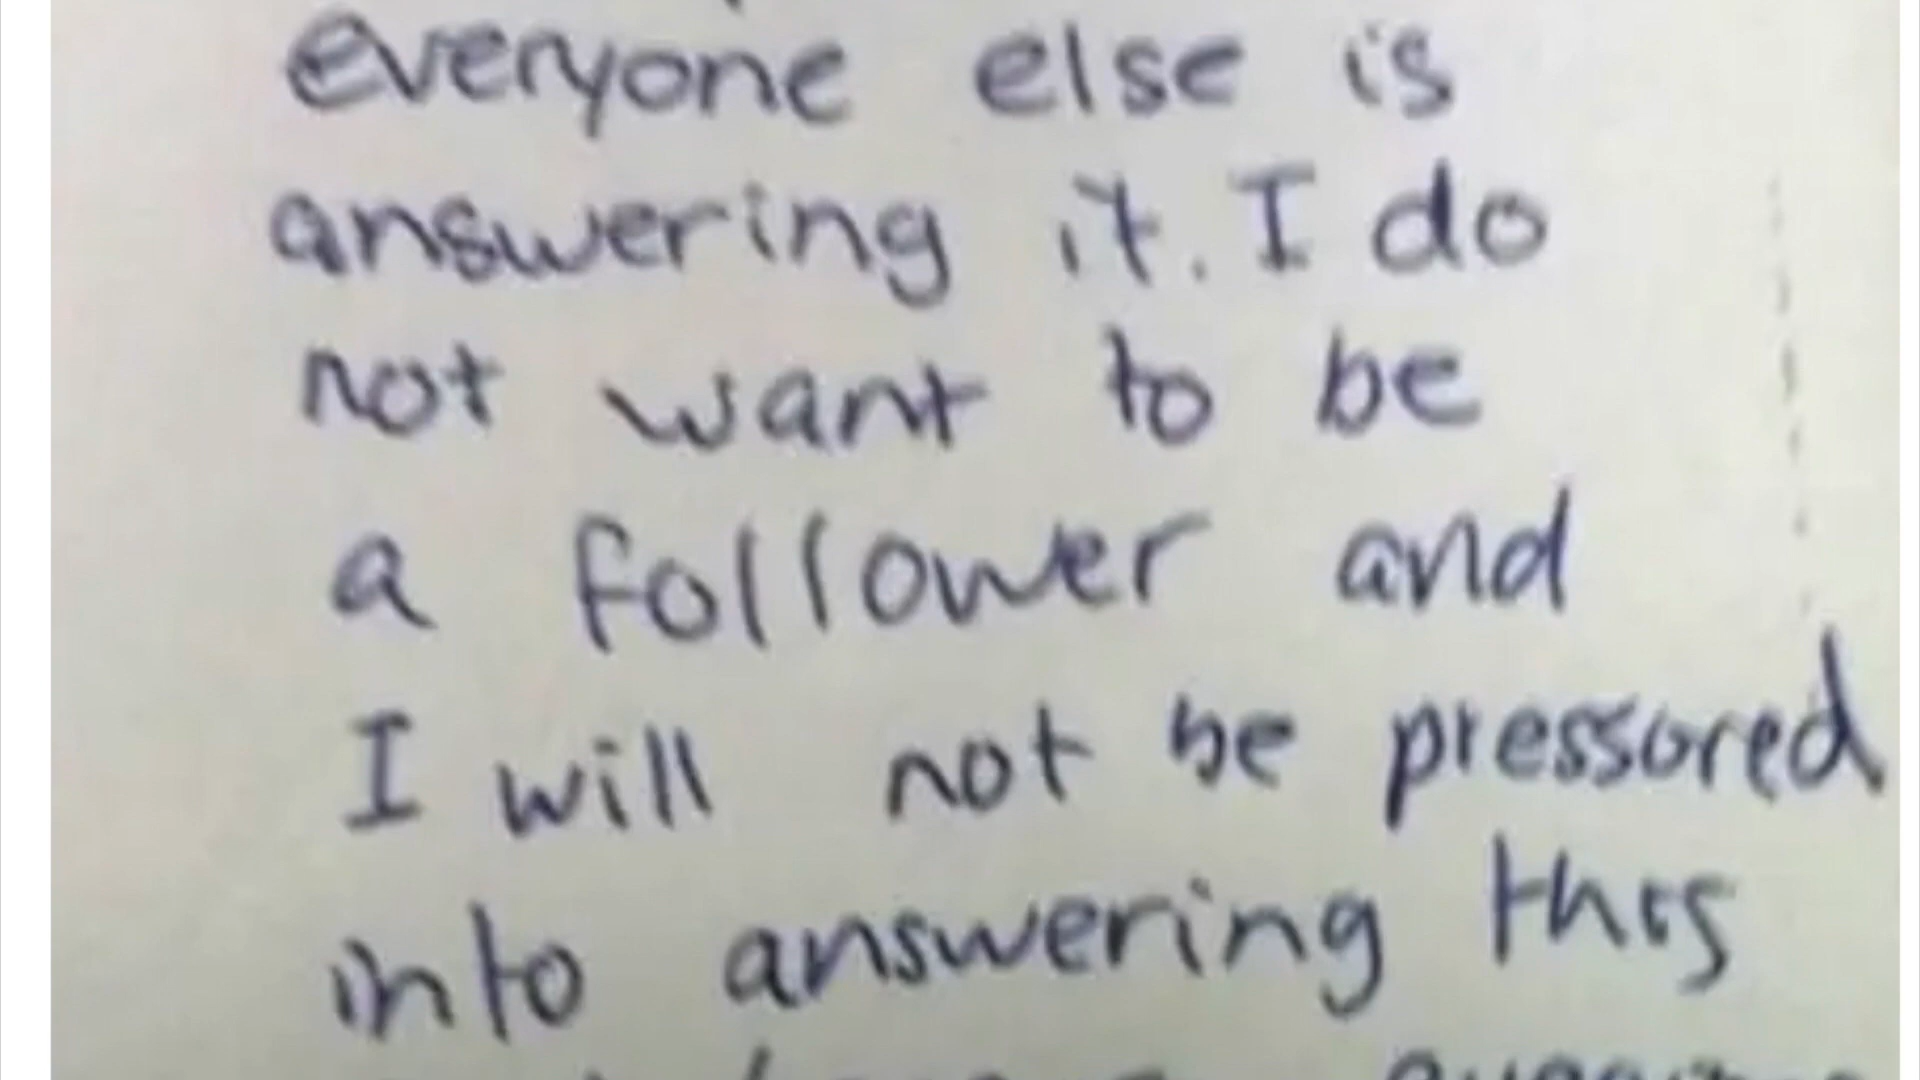 everyone else is
answering it. I do
not want to be
a follower and
I will not be pressored
into answering this